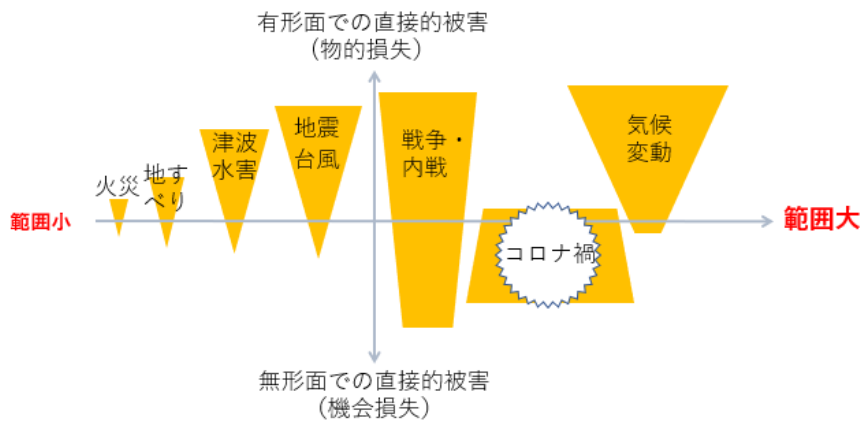 有形面での直接的被害
(物的損失)
津波
水害
地震
台風
戦争・
内戦
気候
変動
火災
地す
べり
範囲小
範囲大
コロナ禍
無形面での直接的被害
(機会損失)